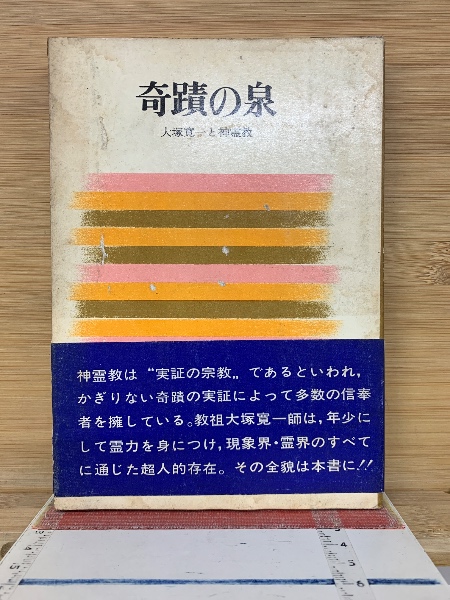 奇蹟の泉
大塚寛一と神霊教
神霊教は“実証の宗教„であるといわれ，
かぎりない奇蹟の実証によって多数の信奉
者を擁している。教祖大塚寛一師は，年少に
して霊力を身につけ，現象界・霊界のすべて
に通じた超人的存在。その全貌は本書に!!